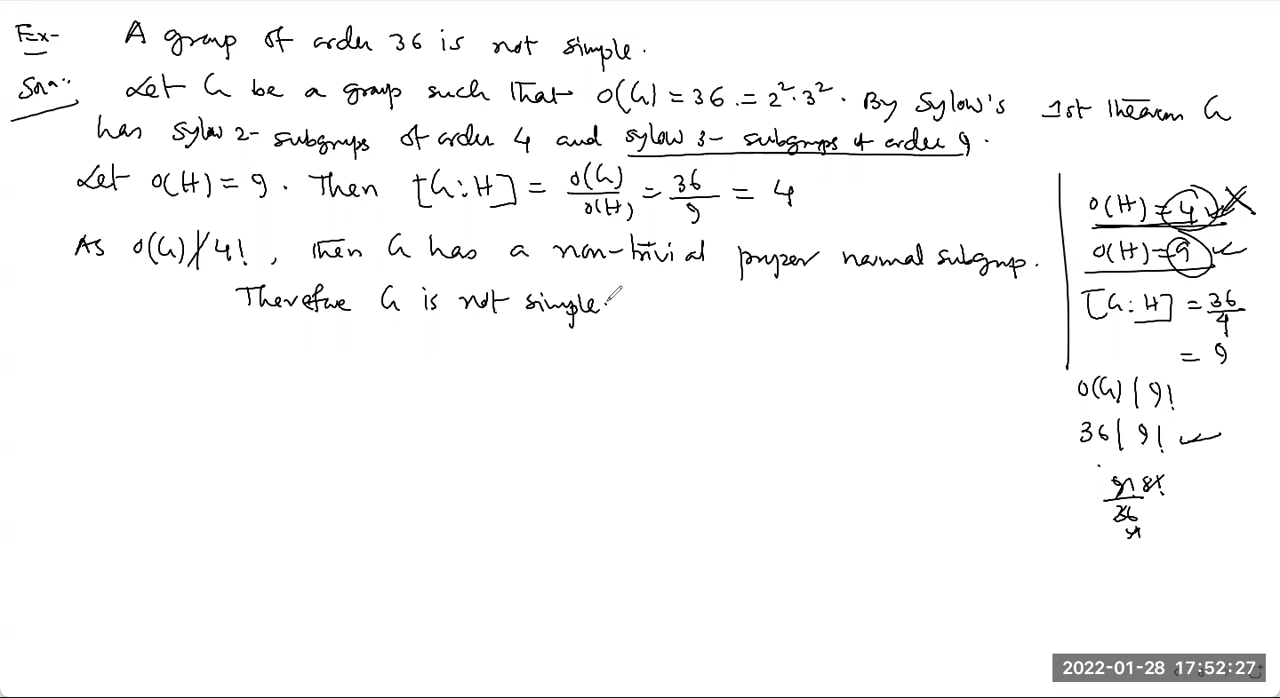 Ex- A group of order 36 is not simple.
Soln: Let G be a group such that O(G) = 36 = 2².3². By Sylow's 1st theorem G
has sylow 2- subgroups of order 4 and sylow 3- subgroups of order 9.
Let O(H) = 9. Then [G:H] = O(G)/O(H) = 36/9 = 4
As O(G)∤4!, then G has a non-trivial proper normal subgroup.
Therefore G is not simple.
O(H) = 4
O(H) = 9 ✓
[G:H] = 36/4
= 9
O(G) | 9!
36 | 9! ✓
36
2022-01-28 17:52:27